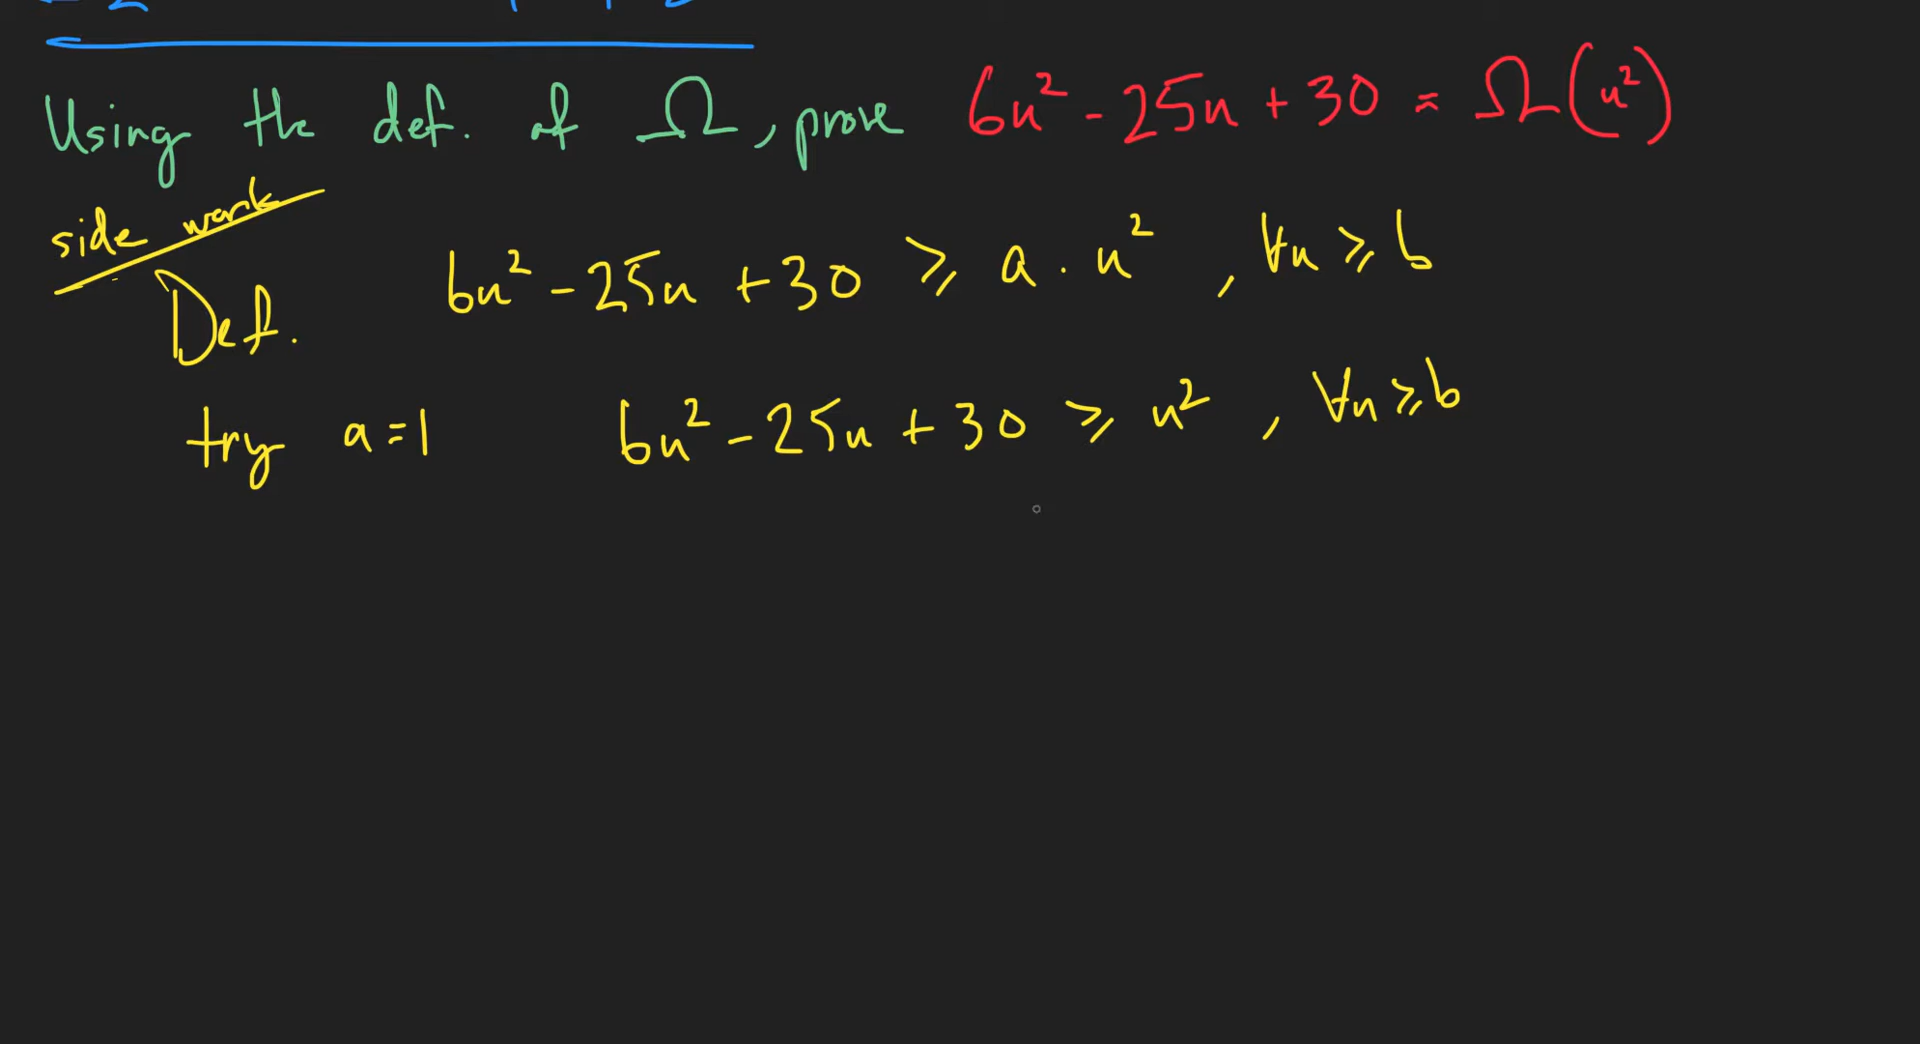 Using the def. of Ω, prove 6n² - 25n + 30 = Ω(n²)
side work
Def. 6n² - 25n + 30 ≥ a · n² , ∀n ≥ b
try a = 1 6n² - 25n + 30 ≥ n² , ∀n ≥ b